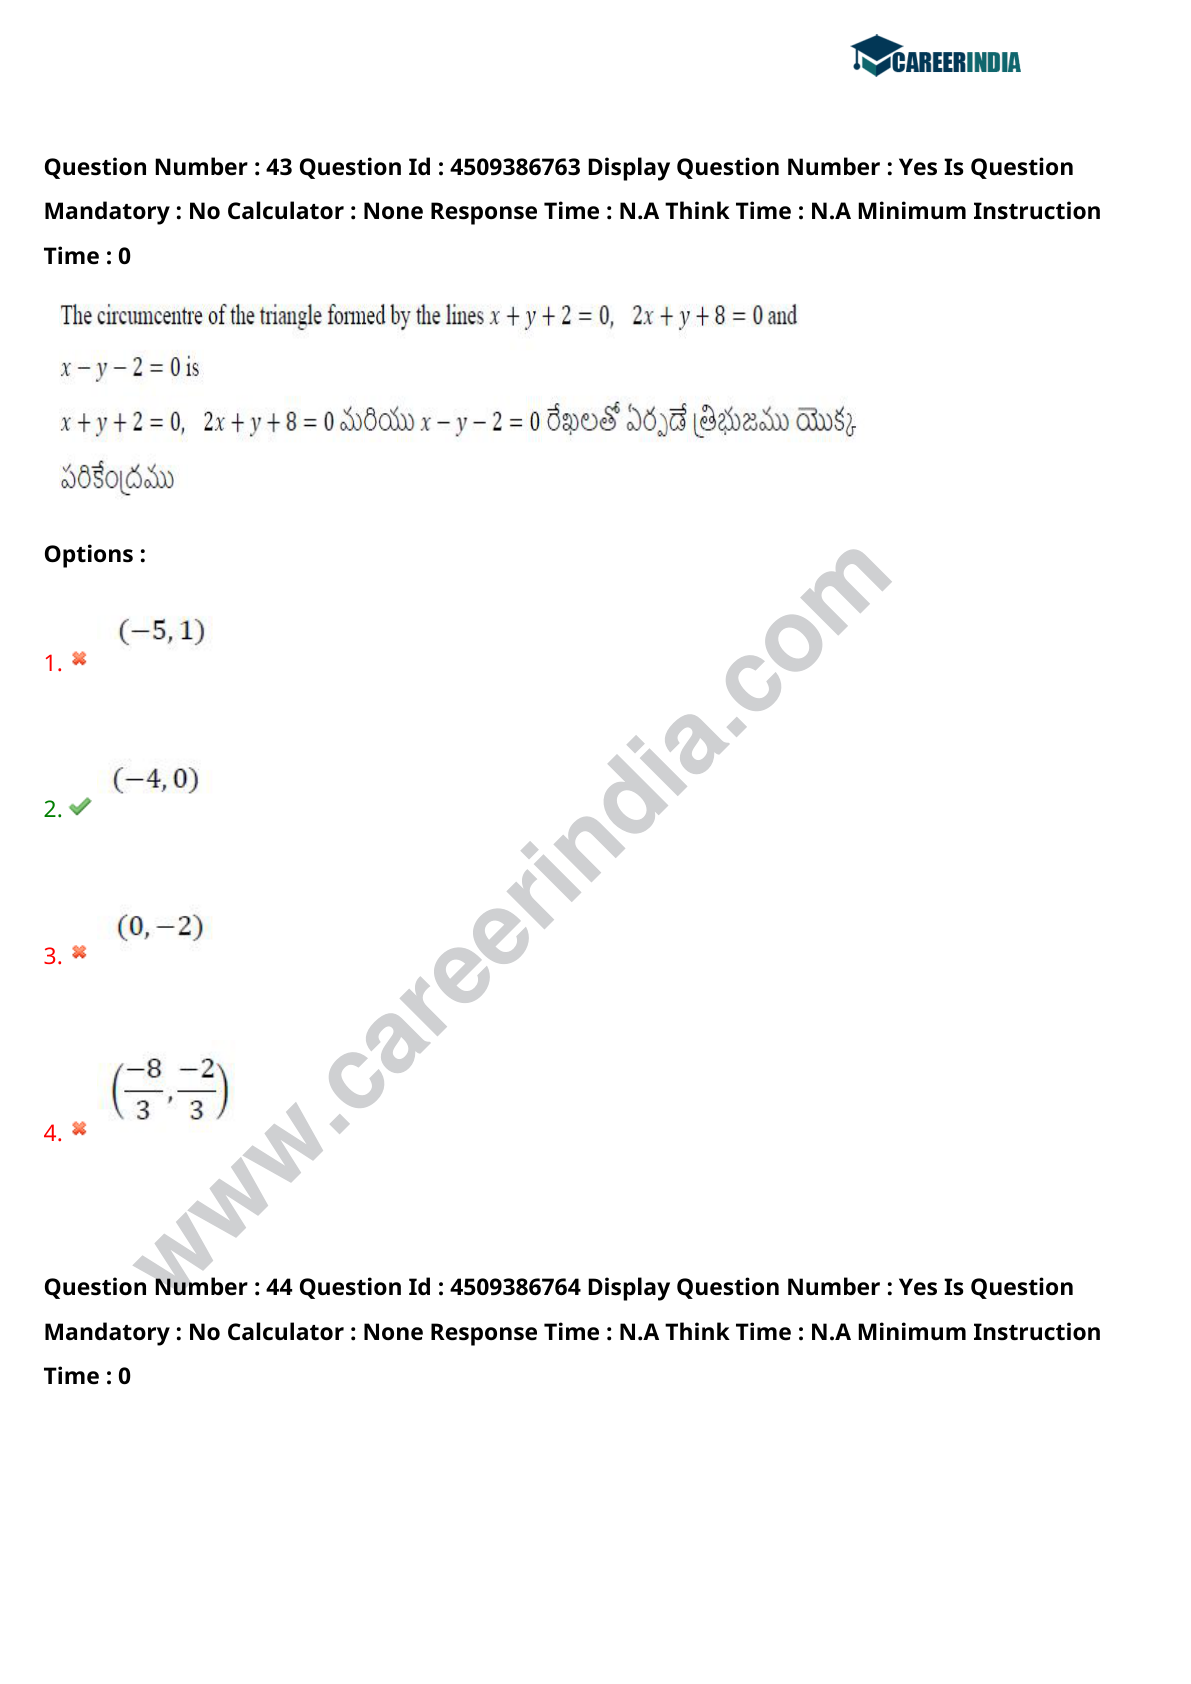 CAREERINDIA
Question Number : 43 Question Id : 4509386763 Display Question Number : Yes Is Question
Mandatory : No Calculator : None Response Time : N.A Think Time : N.A Minimum Instruction
Time : 0
The circumcentre of the triangle formed by the lines x + y + 2 = 0, 2x + y + 8 = 0 and
x − y − 2 = 0 is
x + y + 2 = 0, 2x + y + 8 = 0 మరియు x − y − 2 = 0 రేఖలతో ఏర్పడే త్రిభుజము యొక్క
పరికేంద్రము
Options :
1. (−5, 1)
2. (−4, 0)
3. (0, −2)
4. (−8/3, −2/3)
www.careerindia.com
Question Number : 44 Question Id : 4509386764 Display Question Number : Yes Is Question
Mandatory : No Calculator : None Response Time : N.A Think Time : N.A Minimum Instruction
Time : 0